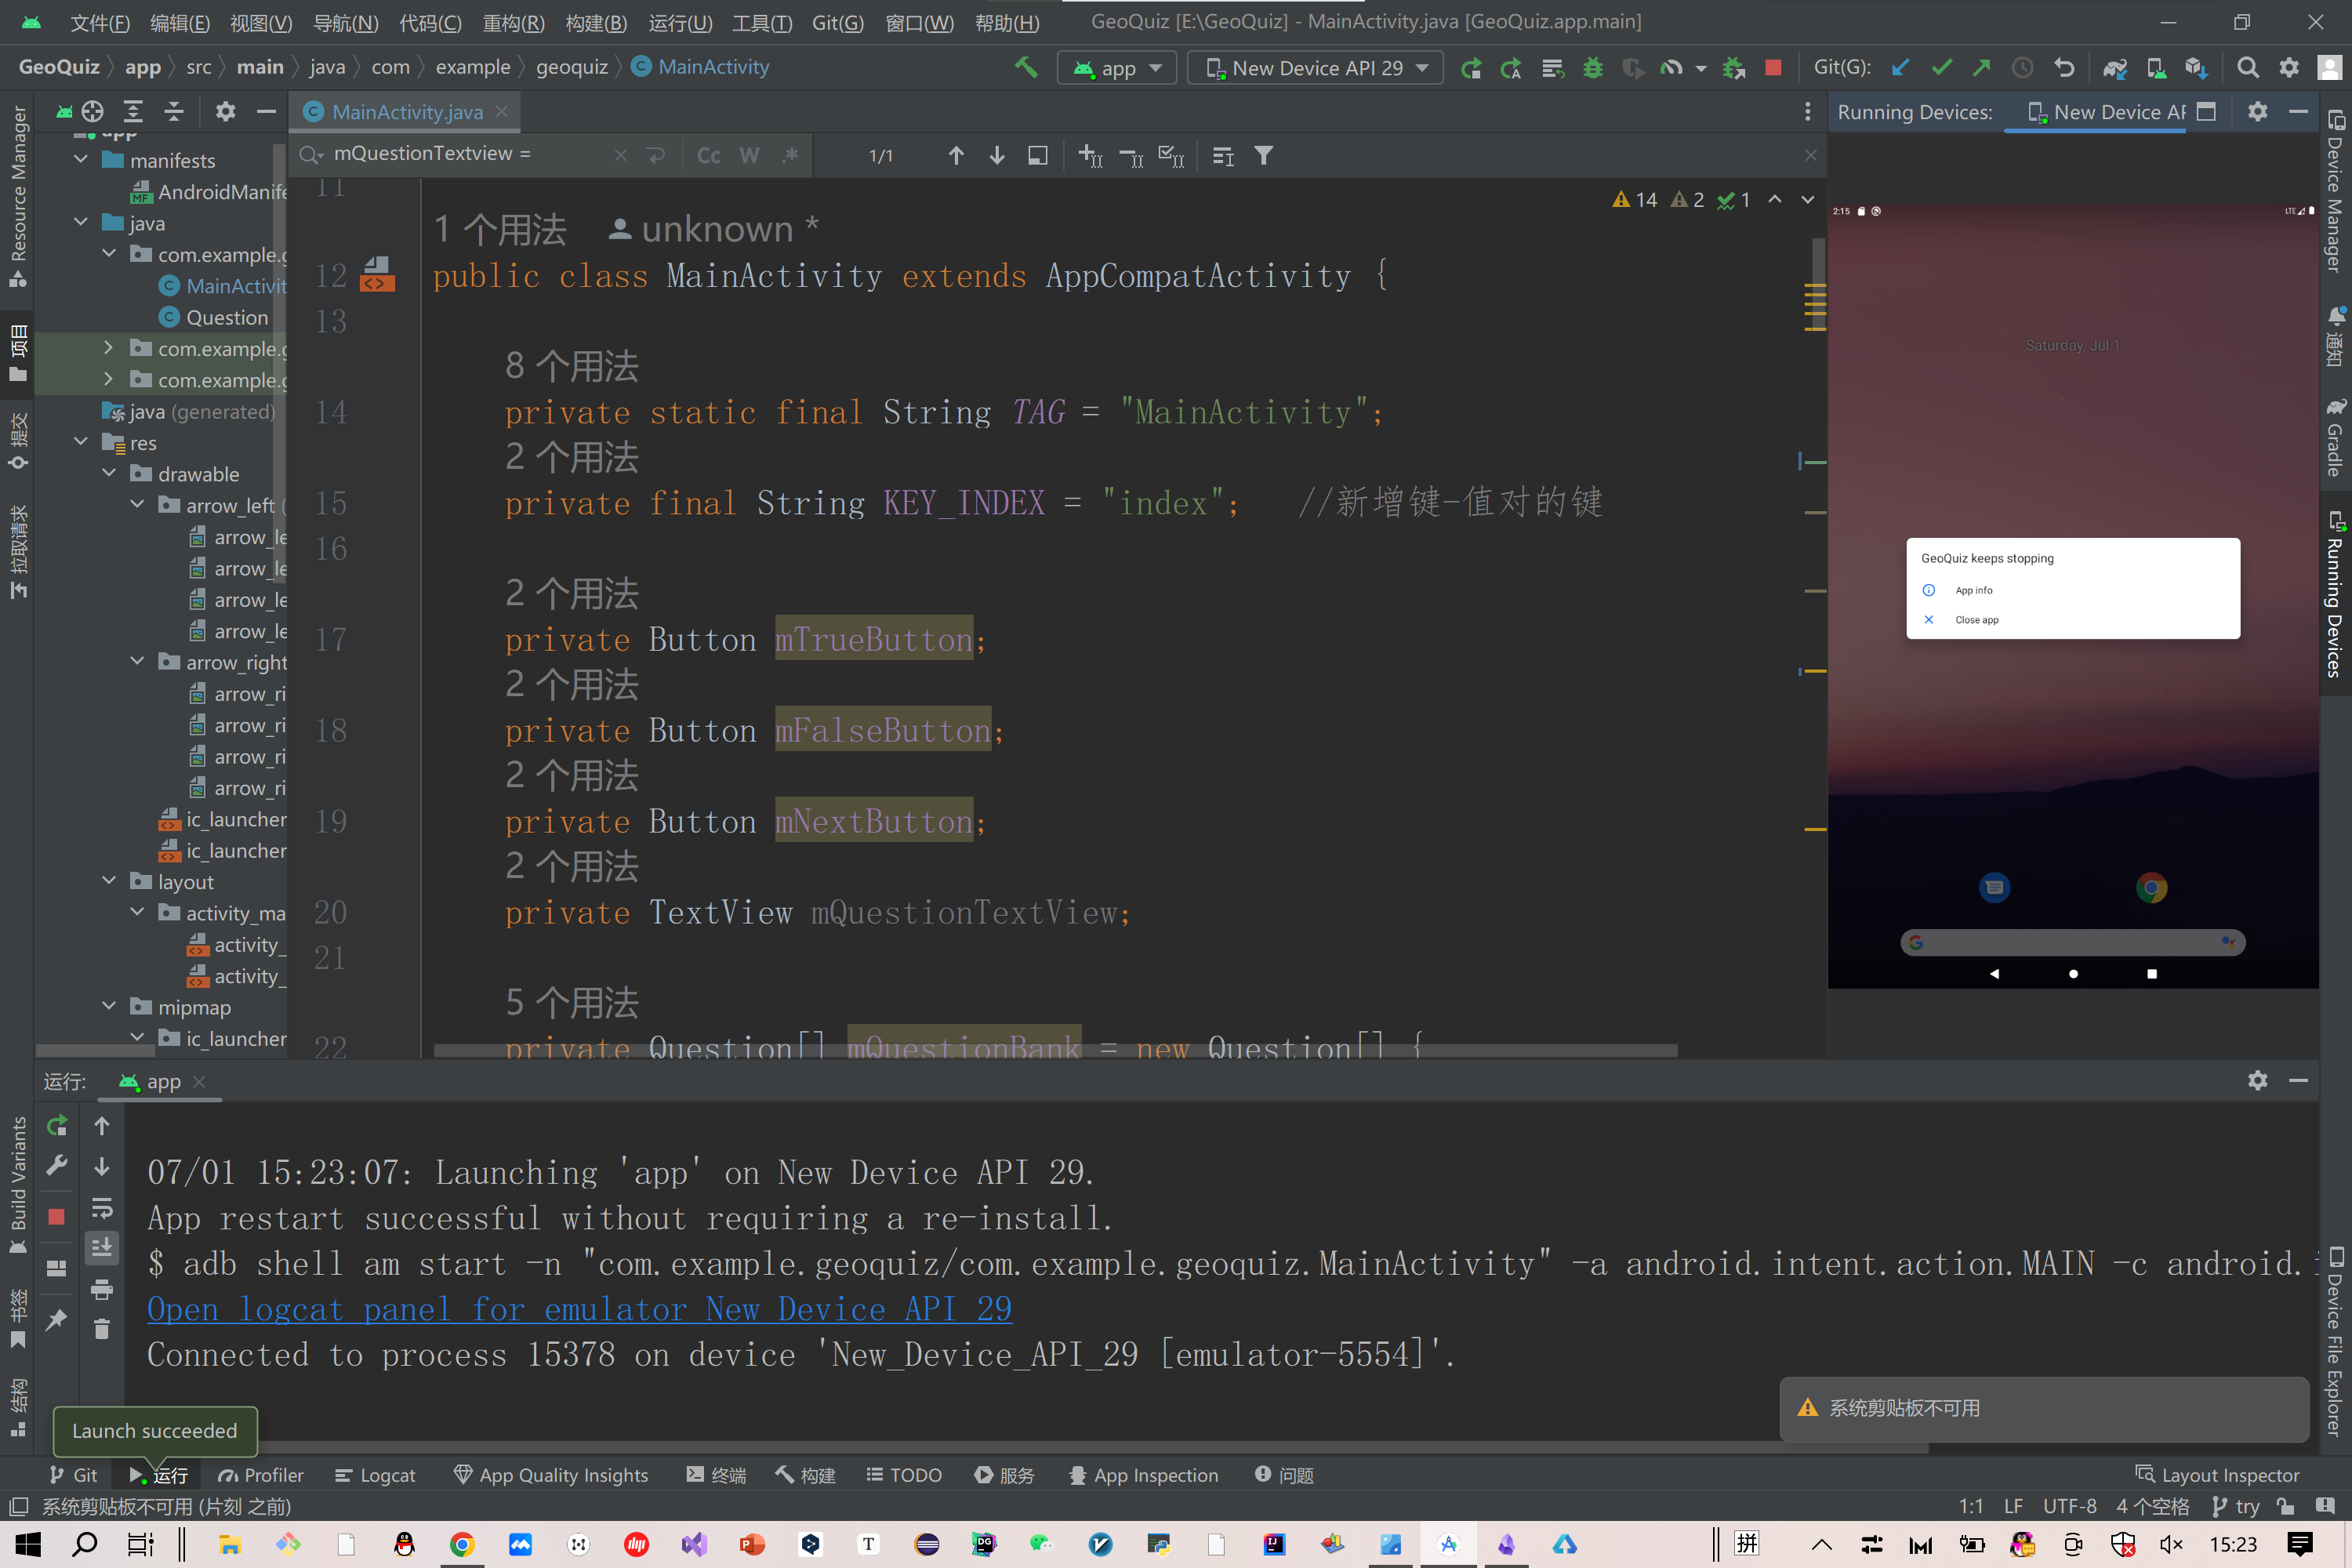 文件(F) 编辑(E) 视图(V) 导航(N) 代码(C) 重构(R) 构建(B) 运行(U) 工具(T) Git(G) 窗口(W) 帮助(H) GeoQuiz [E:\GeoQuiz] - MainActivity.java [GeoQuiz.app.main]
GeoQuiz app src main java com example geoquiz MainActivity app New Device API 29 Git(G):
MainActivity.java
Running Devices: New Device AP
mQuestionTextview = Cc W .* 1/1
Resource Manager
项目
提交
拉取请求
Build Variants
书签
结构
app
manifests
AndroidManife
java
com.example.g
MainActivit
Question
com.example.g
com.example.g
java (generated)
res
drawable
arrow_left (
arrow_le
arrow_le
arrow_le
arrow_le
arrow_right
arrow_ri
arrow_ri
arrow_ri
arrow_ri
ic_launcher
ic_launcher
layout
activity_ma
activity_
activity_
mipmap
ic_launcher
14 2 1
11
1 个用法 unknown *
12 public class MainActivity extends AppCompatActivity {
13
8 个用法
14 private static final String TAG = "MainActivity";
2 个用法
15 private final String KEY_INDEX = "index"; //新增键-值对的键
16
2 个用法
17 private Button mTrueButton;
2 个用法
18 private Button mFalseButton;
2 个用法
19 private Button mNextButton;
2 个用法
20 private TextView mQuestionTextView;
21
5 个用法
22 private Question[] mQuestionBank = new Question[] {
2:15 LTE
Saturday, Jul 1
GeoQuiz keeps stopping
App info
Close app
Device Manager
通知
Gradle
Running Devices
Device File Explorer
运行: app
07/01 15:23:07: Launching 'app' on New Device API 29.
App restart successful without requiring a re-install.
$ adb shell am start -n "com.example.geoquiz/com.example.geoquiz.MainActivity" -a android.intent.action.MAIN -c android.i
Open logcat panel for emulator New Device API 29
Connected to process 15378 on device 'New_Device_API_29 [emulator-5554]'.
系统剪贴板不可用
Launch succeeded
Git 运行 Profiler Logcat App Quality Insights 终端 构建 TODO 服务 App Inspection 问题 Layout Inspector
系统剪贴板不可用 (片刻 之前) 1:1 LF UTF-8 4 个空格 try
拼 15:23